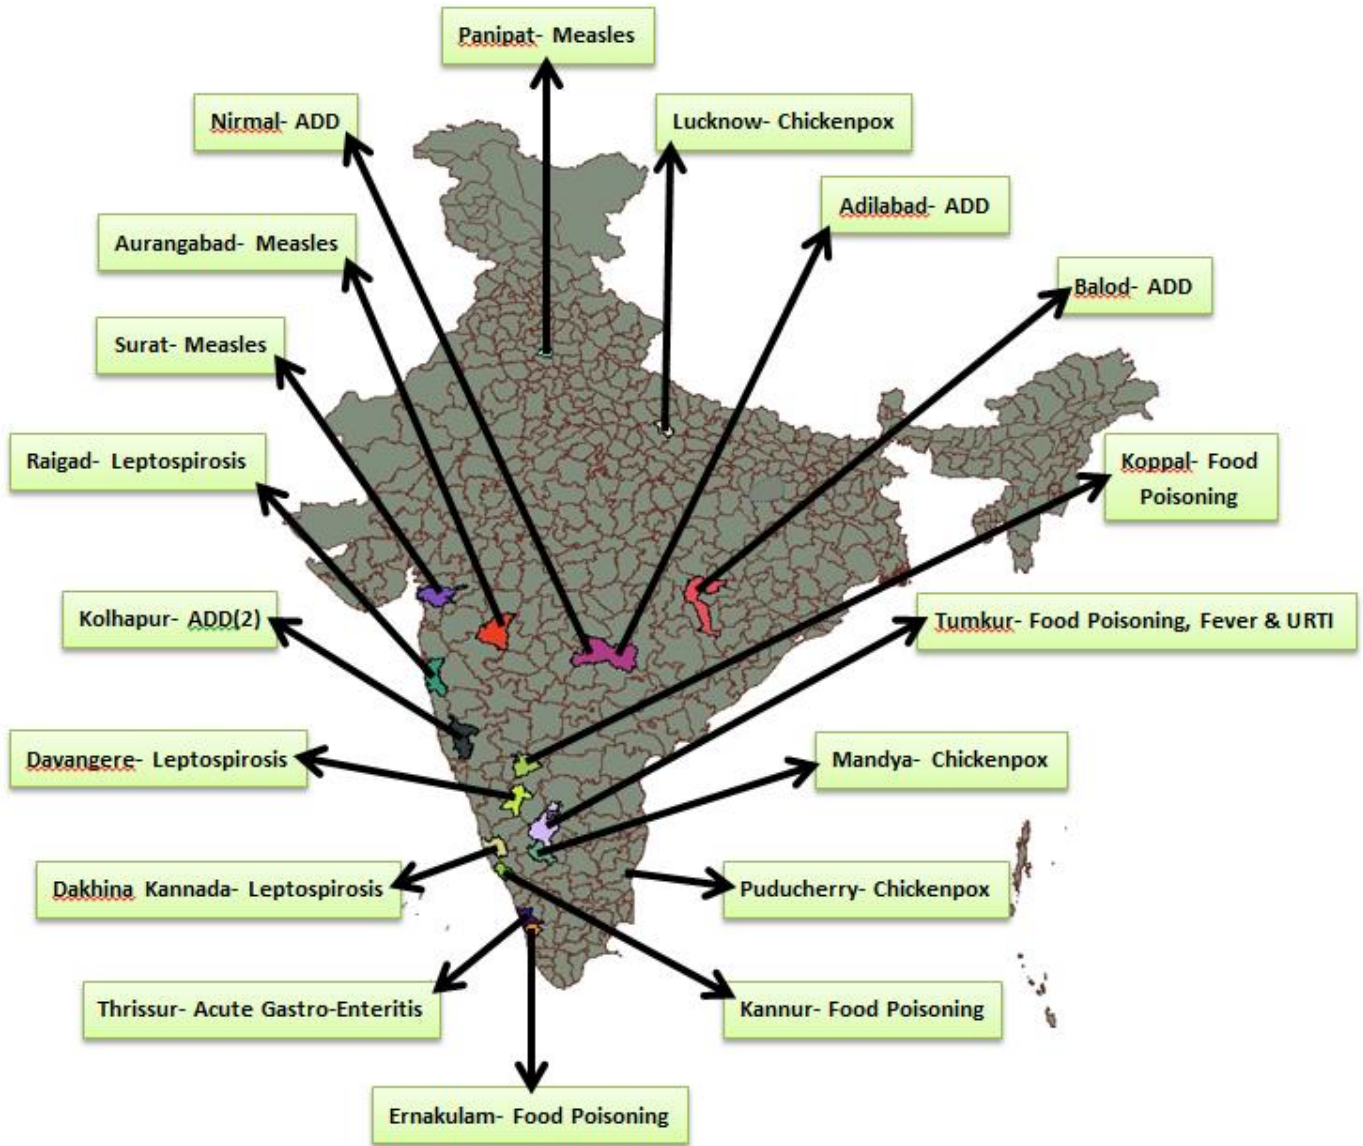 Panipat- Measles
Nirmal- ADD
Lucknow- Chickenpox
Adilabad- ADD
Aurangabad- Measles
Balod- ADD
Surat- Measles
Raigad- Leptospirosis
Koppal- Food
Poisoning
Kolhapur- ADD(2)
Tumkur- Food Poisoning, Fever & URTI
Davangere- Leptospirosis
Mandya- Chickenpox
Dakhina Kannada- Leptospirosis
Puducherry- Chickenpox
Thrissur- Acute Gastro-Enteritis
Kannur- Food Poisoning
Ernakulam- Food Poisoning